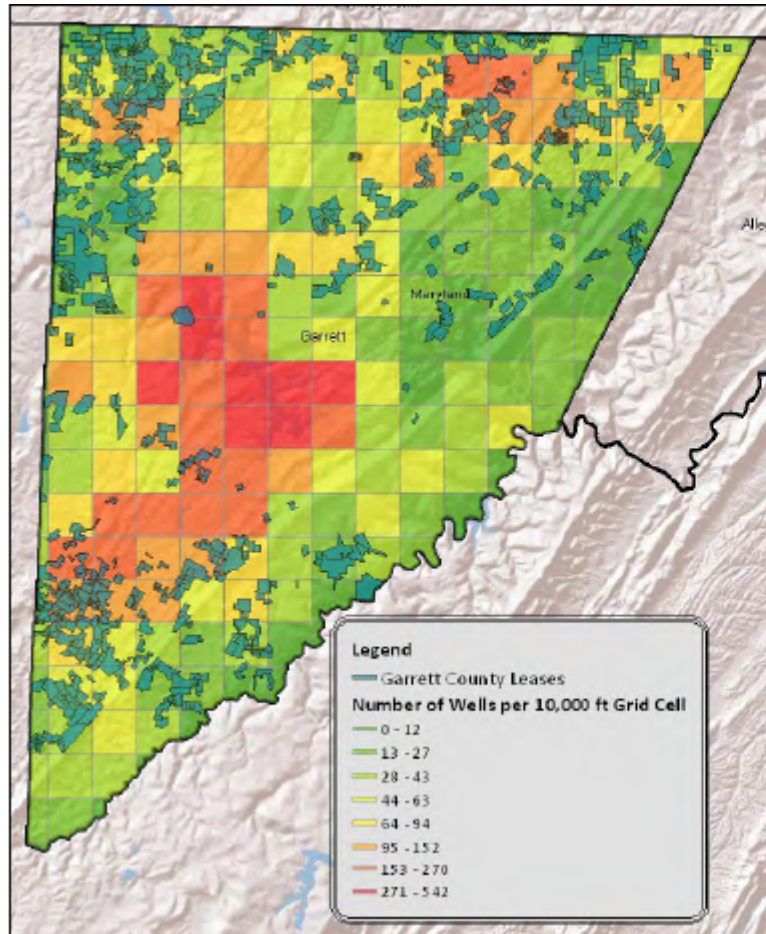 Alle
Maryland
Garrett
Legend
Garrett County Leases
Number of Wells per 10,000 ft Grid Cell
0 - 12
13 - 27
28 - 43
44 - 63
64 - 94
95 - 152
153 - 270
271 - 542